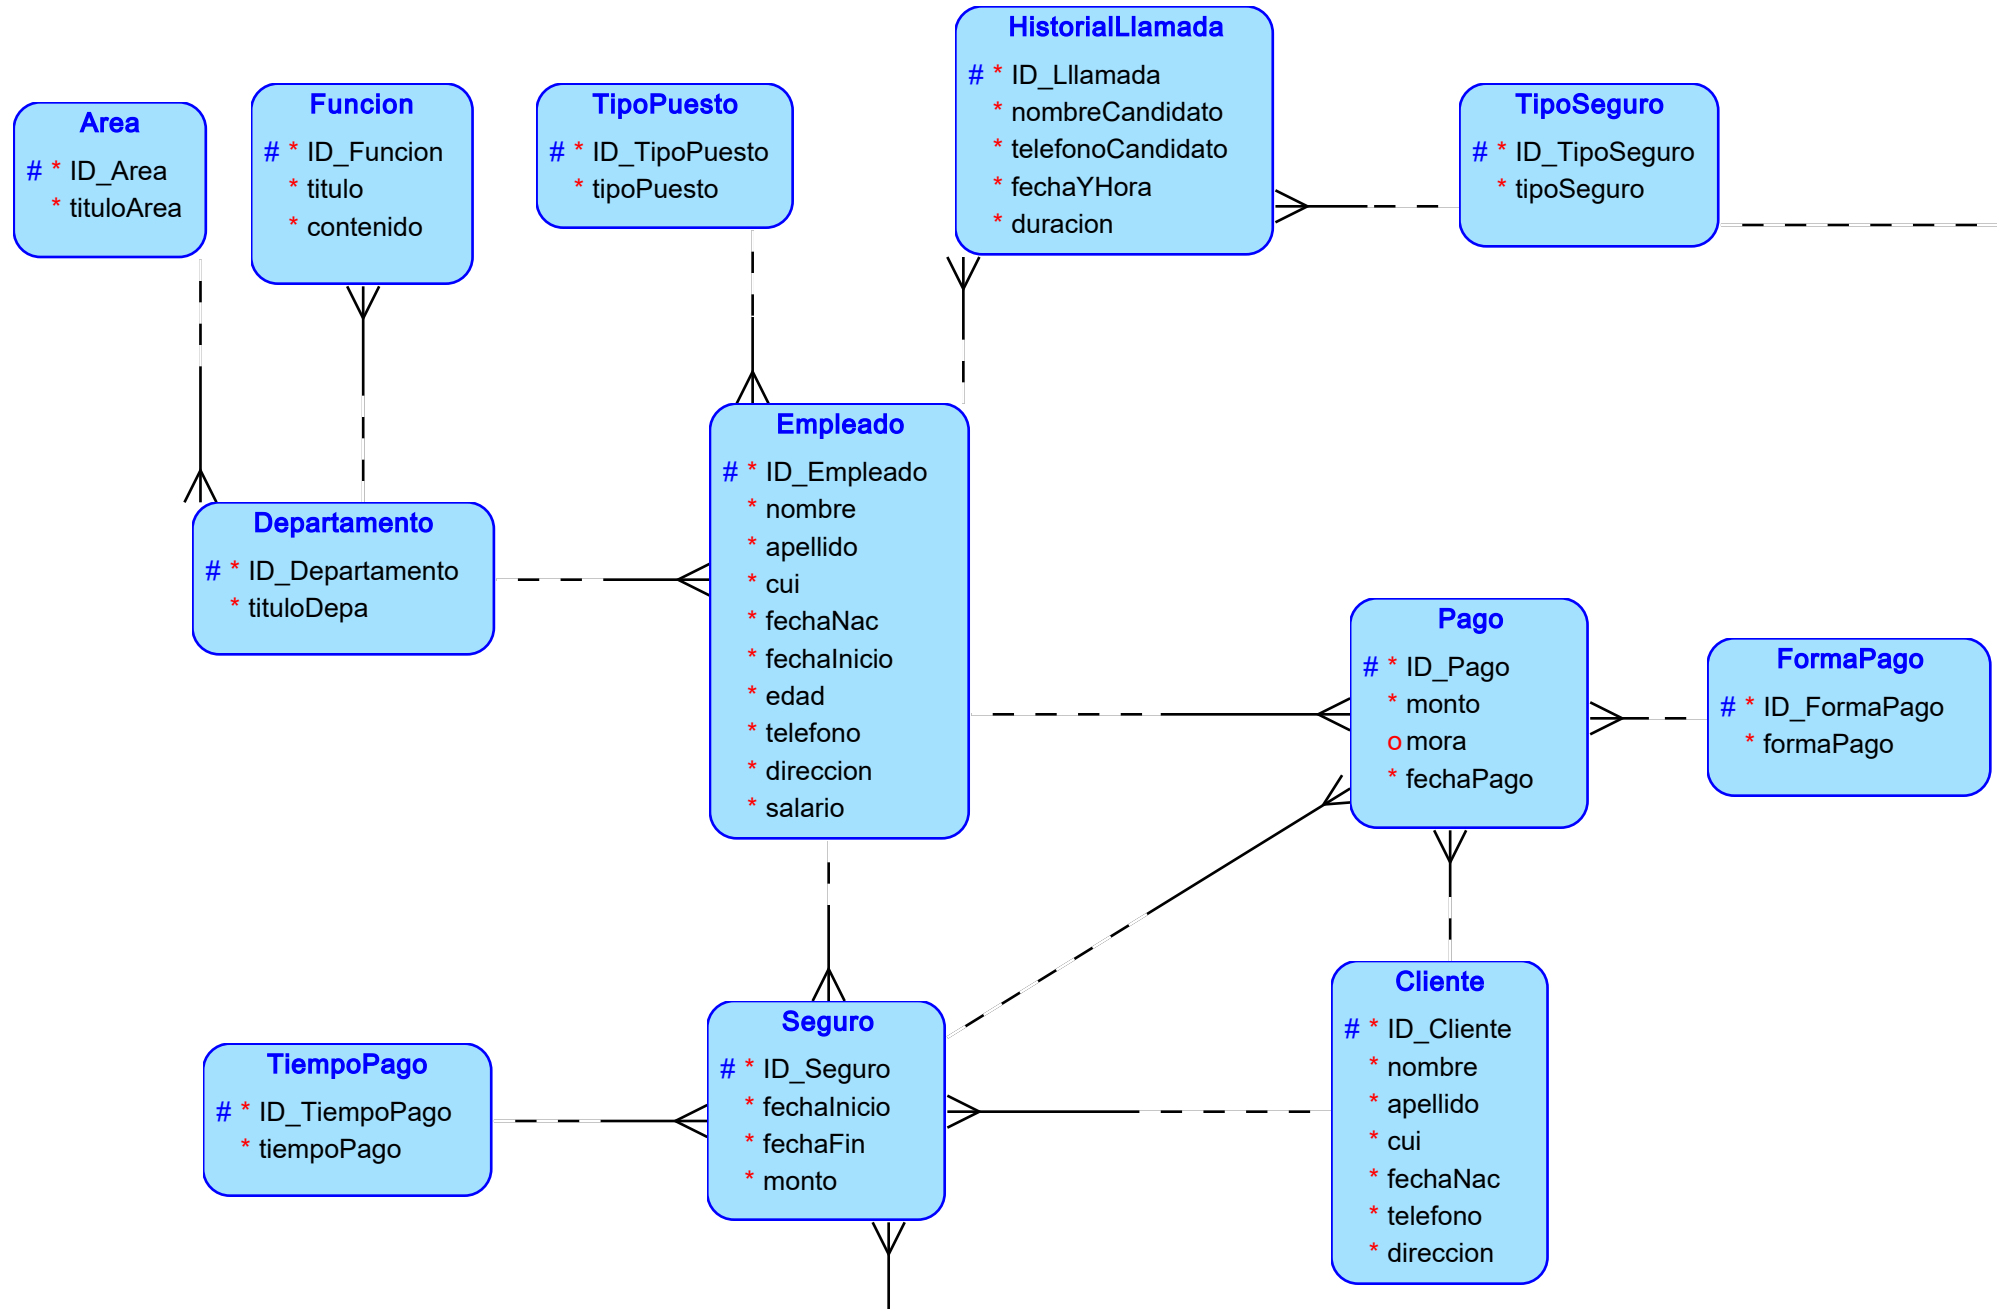 HistorialLlamada
# * ID_Lllamada
* nombreCandidato
* telefonoCandidato
* fechaYHora
* duracion
Funcion
# * ID_Funcion
* titulo
* contenido
TipoPuesto
# * ID_TipoPuesto
* tipoPuesto
TipoSeguro
# * ID_TipoSeguro
* tipoSeguro
Area
# * ID_Area
* tituloArea
Empleado
# * ID_Empleado
* nombre
* apellido
* cui
* fechaNac
* fechaInicio
* edad
* telefono
* direccion
* salario
Departamento
# * ID_Departamento
* tituloDepa
Pago
# * ID_Pago
* monto
o mora
* fechaPago
FormaPago
# * ID_FormaPago
* formaPago
Cliente
# * ID_Cliente
* nombre
* apellido
* cui
* fechaNac
* telefono
* direccion
Seguro
# * ID_Seguro
* fechaInicio
* fechaFin
* monto
TiempoPago
# * ID_TiempoPago
* tiempoPago